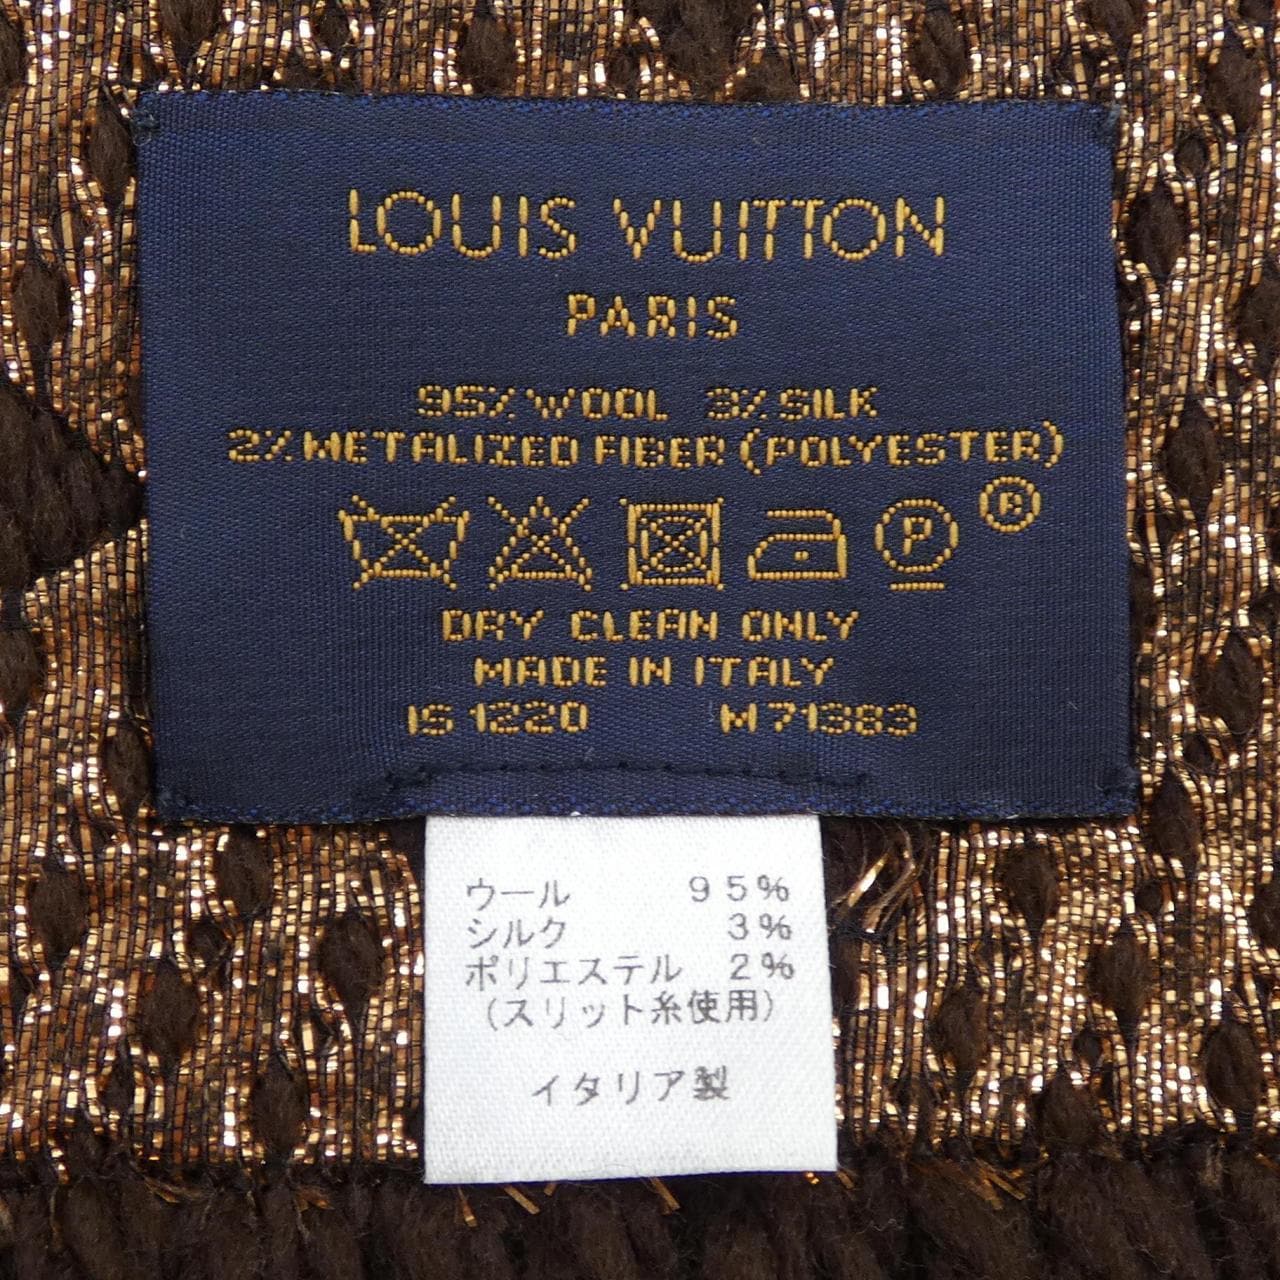 LOUIS VUITTON
PARIS
95% WOOL 3% SILK
2% METALIZED FIBER (POLYESTER)
P ®
DRY CLEAN ONLY
MADE IN ITALY
IS 1220 M71383
ウール 95%
シルク 3%
ポリエステル 2%
(スリット糸使用)
イタリア製